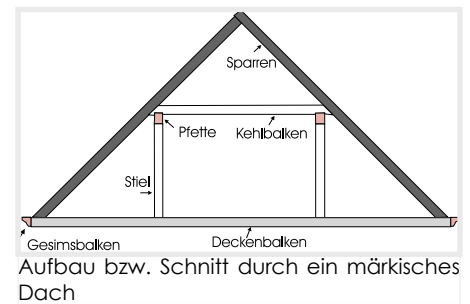 Sparren
Pfette
Kehlbalken
Stiel
Gesimsbalken
Deckenbalken
Aufbau bzw. Schnitt durch ein märkisches
Dach